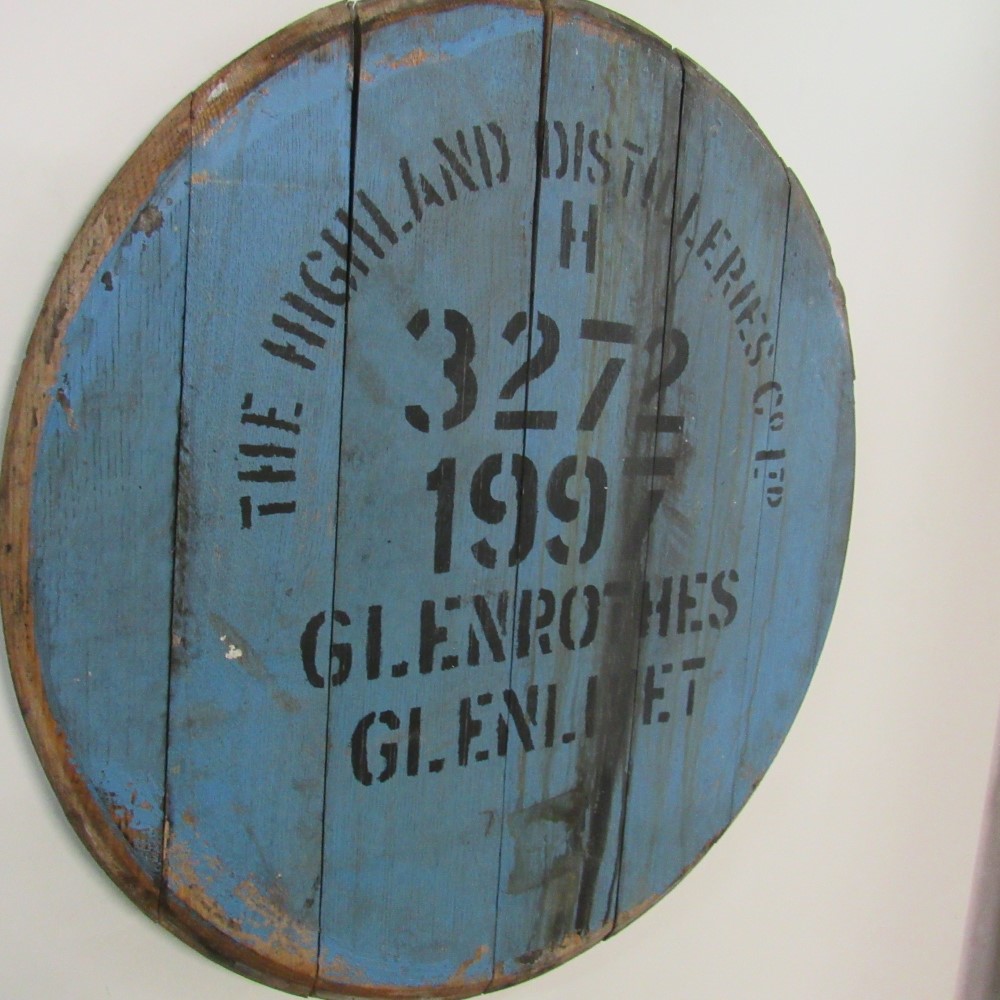 THE HIGHLAND DISTILLERIES CO LTD
H
3272
1997
GLENROTHES
GLENLIVET